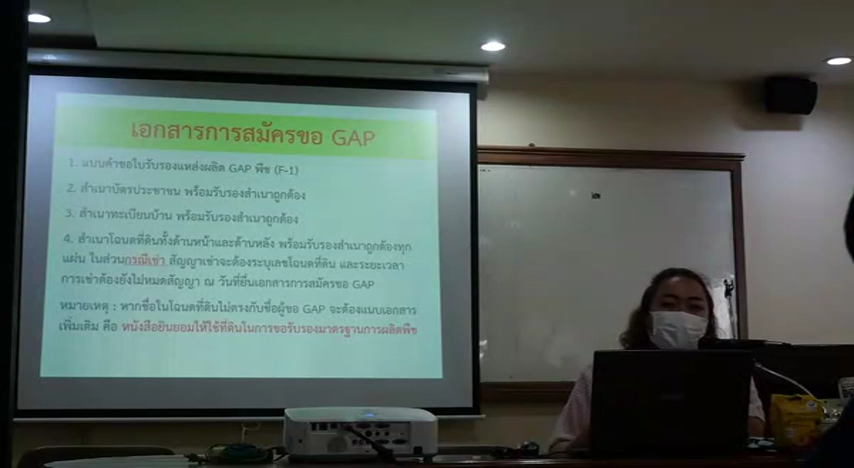 เอกสารการสมัครขอ GAP
1. แบบคำขอใบรับรองแหล่งผลิต GAP พืช (F-1)
2. สำเนาบัตรประชาชน พร้อมรับรองสำเนาถูกต้อง
3. สำเนาทะเบียนบ้าน พร้อมรับรองสำเนาถูกต้อง
4. สำเนาโฉนดที่ดินทั้งด้านหน้าและด้านหลัง พร้อมรับรองสำเนาถูกต้องทุก
แผ่น ในส่วนกรณีเช่า สัญญาเช่าจะต้องระบุเลขโฉนดที่ดิน และระยะเวลา
การเช่าต้องยังไม่หมดสัญญา ณ วันที่ยื่นเอกสารการสมัครขอ GAP
หมายเหตุ : หากชื่อในโฉนดที่ดินไม่ตรงกับชื่อผู้ขอ GAP จะต้องแนบเอกสาร
เพิ่มเติม คือ หนังสือยินยอมให้ใช้ที่ดินในการขอรับรองมาตรฐานการผลิตพืช